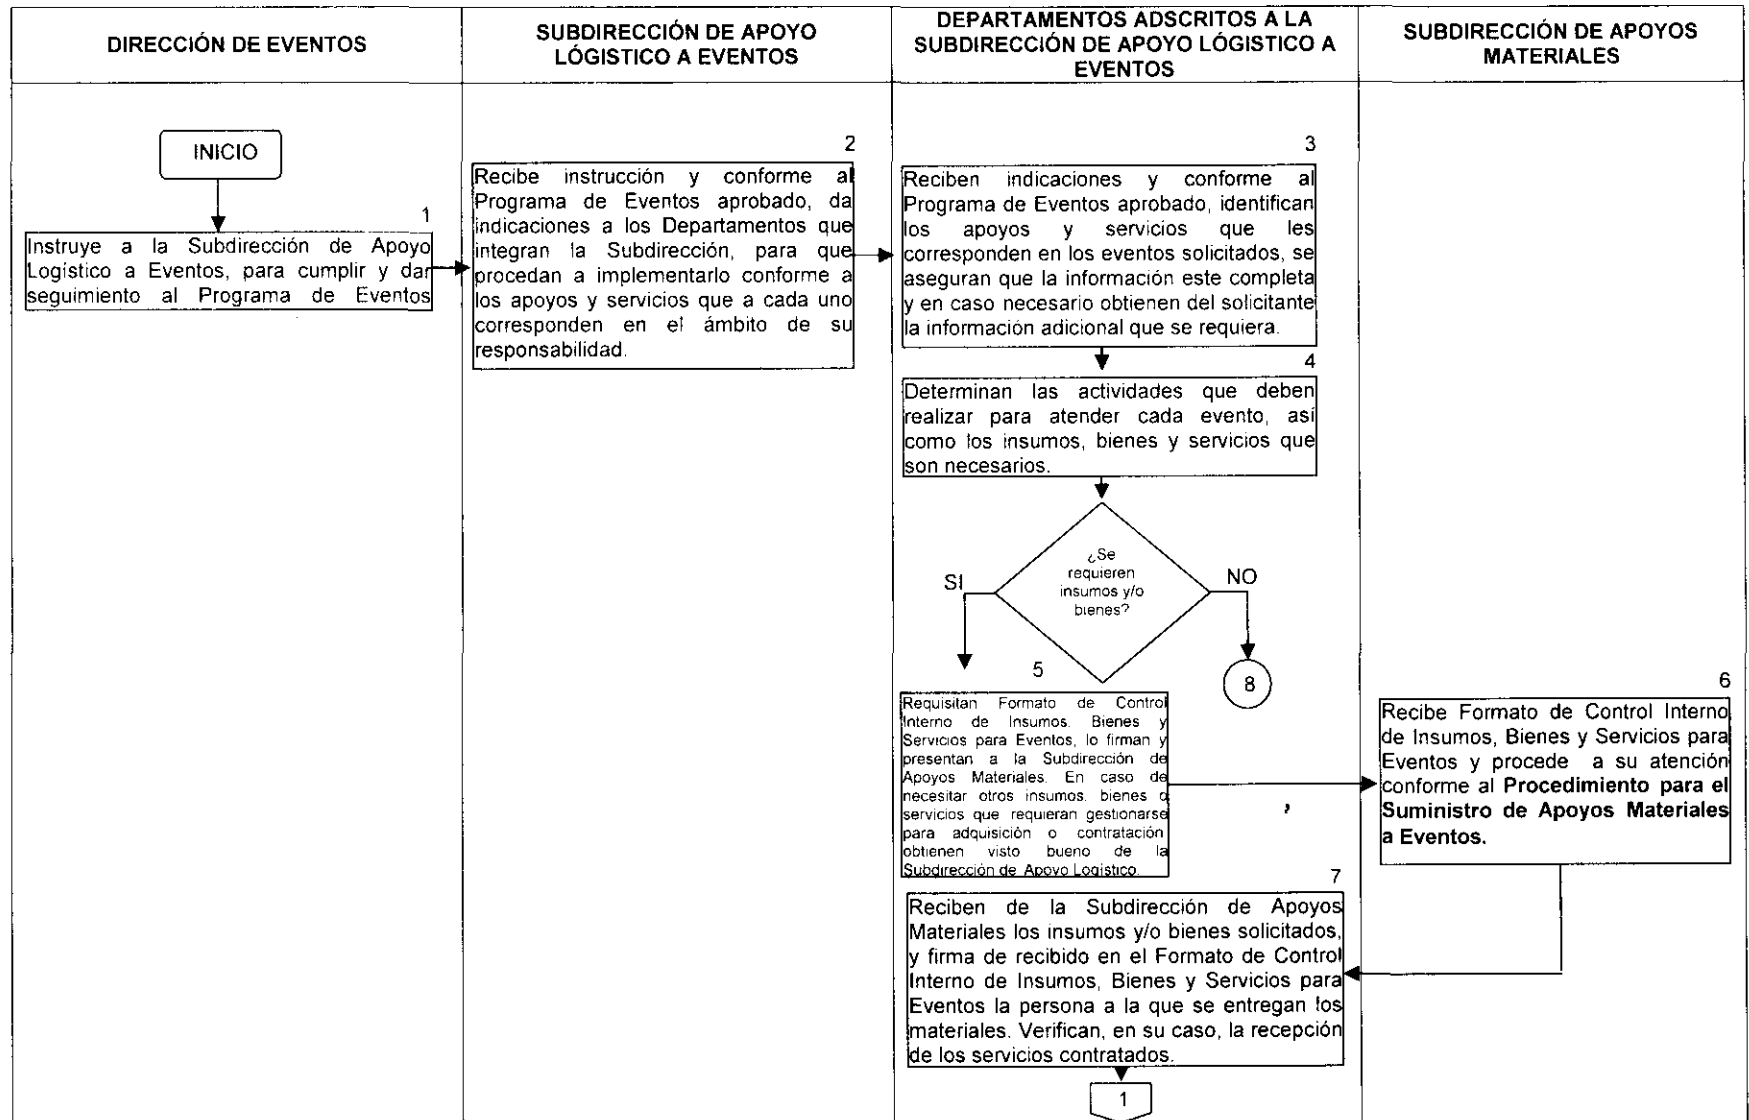 DIRECCIÓN DE EVENTOS
SUBDIRECCIÓN DE APOYO
LÓGISTICO A EVENTOS
DEPARTAMENTOS ADSCRITOS A LA
SUBDIRECCIÓN DE APOYO LÓGISTICO A
EVENTOS
SUBDIRECCIÓN DE APOYOS
MATERIALES
INICIO
1
Instruye a la Subdirección de Apoyo
Logístico a Eventos, para cumplir y dar
seguimiento al Programa de Eventos
2
Recibe instrucción y conforme al
Programa de Eventos aprobado, da
indicaciones a los Departamentos que
integran la Subdirección, para que
procedan a implementarlo conforme a
los apoyos y servicios que a cada uno
corresponden en el ámbito de su
responsabilidad.
3
Reciben indicaciones y conforme al
Programa de Eventos aprobado, identifican
los apoyos y servicios que les
corresponden en los eventos solicitados, se
aseguran que la información este completa
y en caso necesario obtienen del solicitante
la información adicional que se requiera.
4
Determinan las actividades que deben
realizar para atender cada evento, así
como los insumos, bienes y servicios que
son necesarios.
¿Se
requieren
insumos y/o
bienes?
SI
NO
8
5
Requisitan Formato de Control
Interno de Insumos. Bienes y
Servicios para Eventos, lo firman y
presentan a la Subdirección de
Apoyos Materiales. En caso de
necesitar otros insumos. bienes o
servicios que requieran gestionarse
para adquisición o contratación
obtienen visto bueno de la
Subdirección de Apoyo Logístico.
6
Recibe Formato de Control Interno
de Insumos, Bienes y Servicios para
Eventos y procede a su atención
conforme al Procedimiento para el
Suministro de Apoyos Materiales
a Eventos.
7
Reciben de la Subdirección de Apoyos
Materiales los insumos y/o bienes solicitados,
y firma de recibido en el Formato de Control
Interno de Insumos, Bienes y Servicios para
Eventos la persona a la que se entregan los
materiales. Verifican, en su caso, la recepción
de los servicios contratados.
1